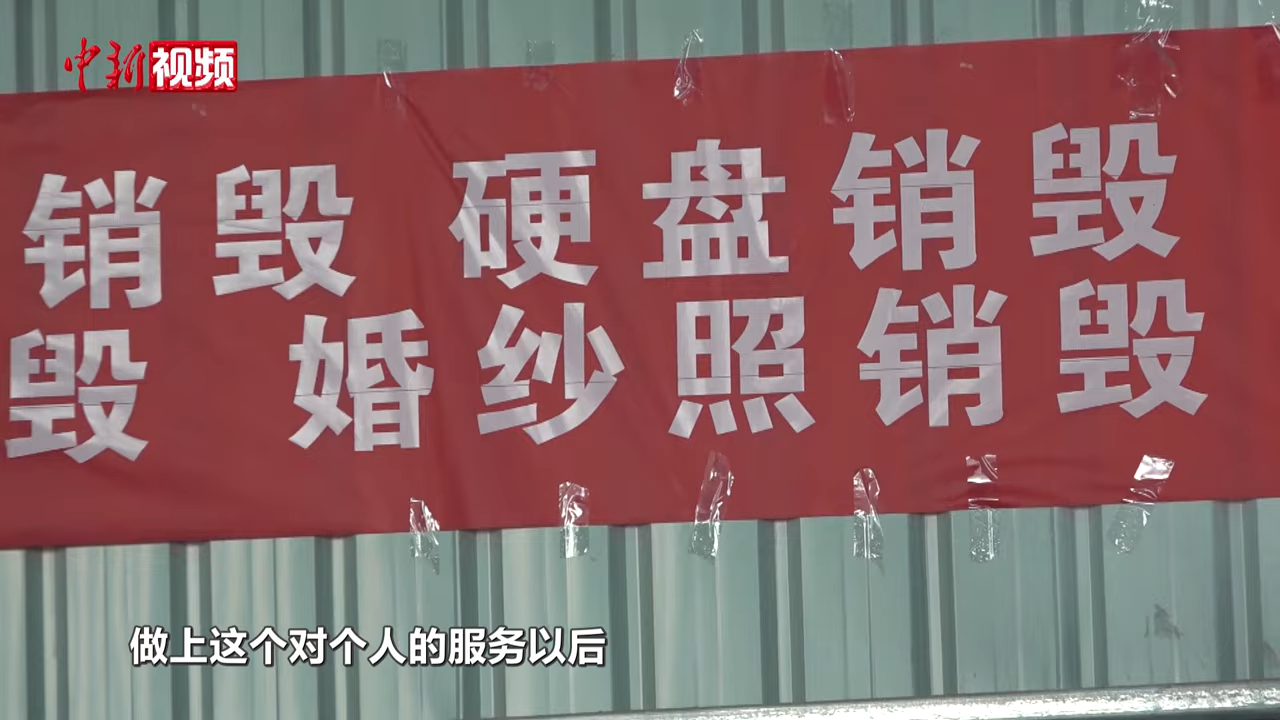 中新视频
销毁 硬盘销毁
毁 婚纱照销毁
做上这个对个人的服务以后